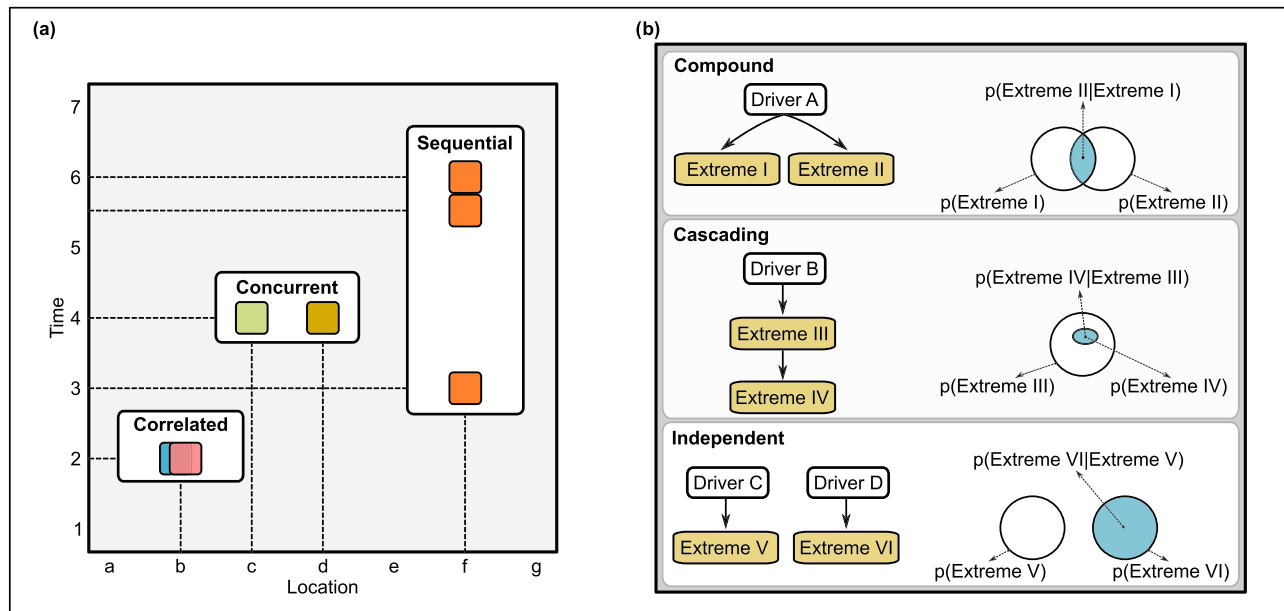 (a)
7
6
5
4
3
2
1
Time
Sequential
Concurrent
Correlated
a b c d e f g
Location
(b)
Compound
Driver A
Extreme I Extreme II
p(Extreme II|Extreme I)
p(Extreme I) p(Extreme II)
Cascading
Driver B
Extreme III
Extreme IV
p(Extreme IV|Extreme III)
p(Extreme III) p(Extreme IV)
Independent
Driver C Driver D
Extreme V Extreme VI
p(Extreme VI|Extreme V)
p(Extreme V) p(Extreme VI)